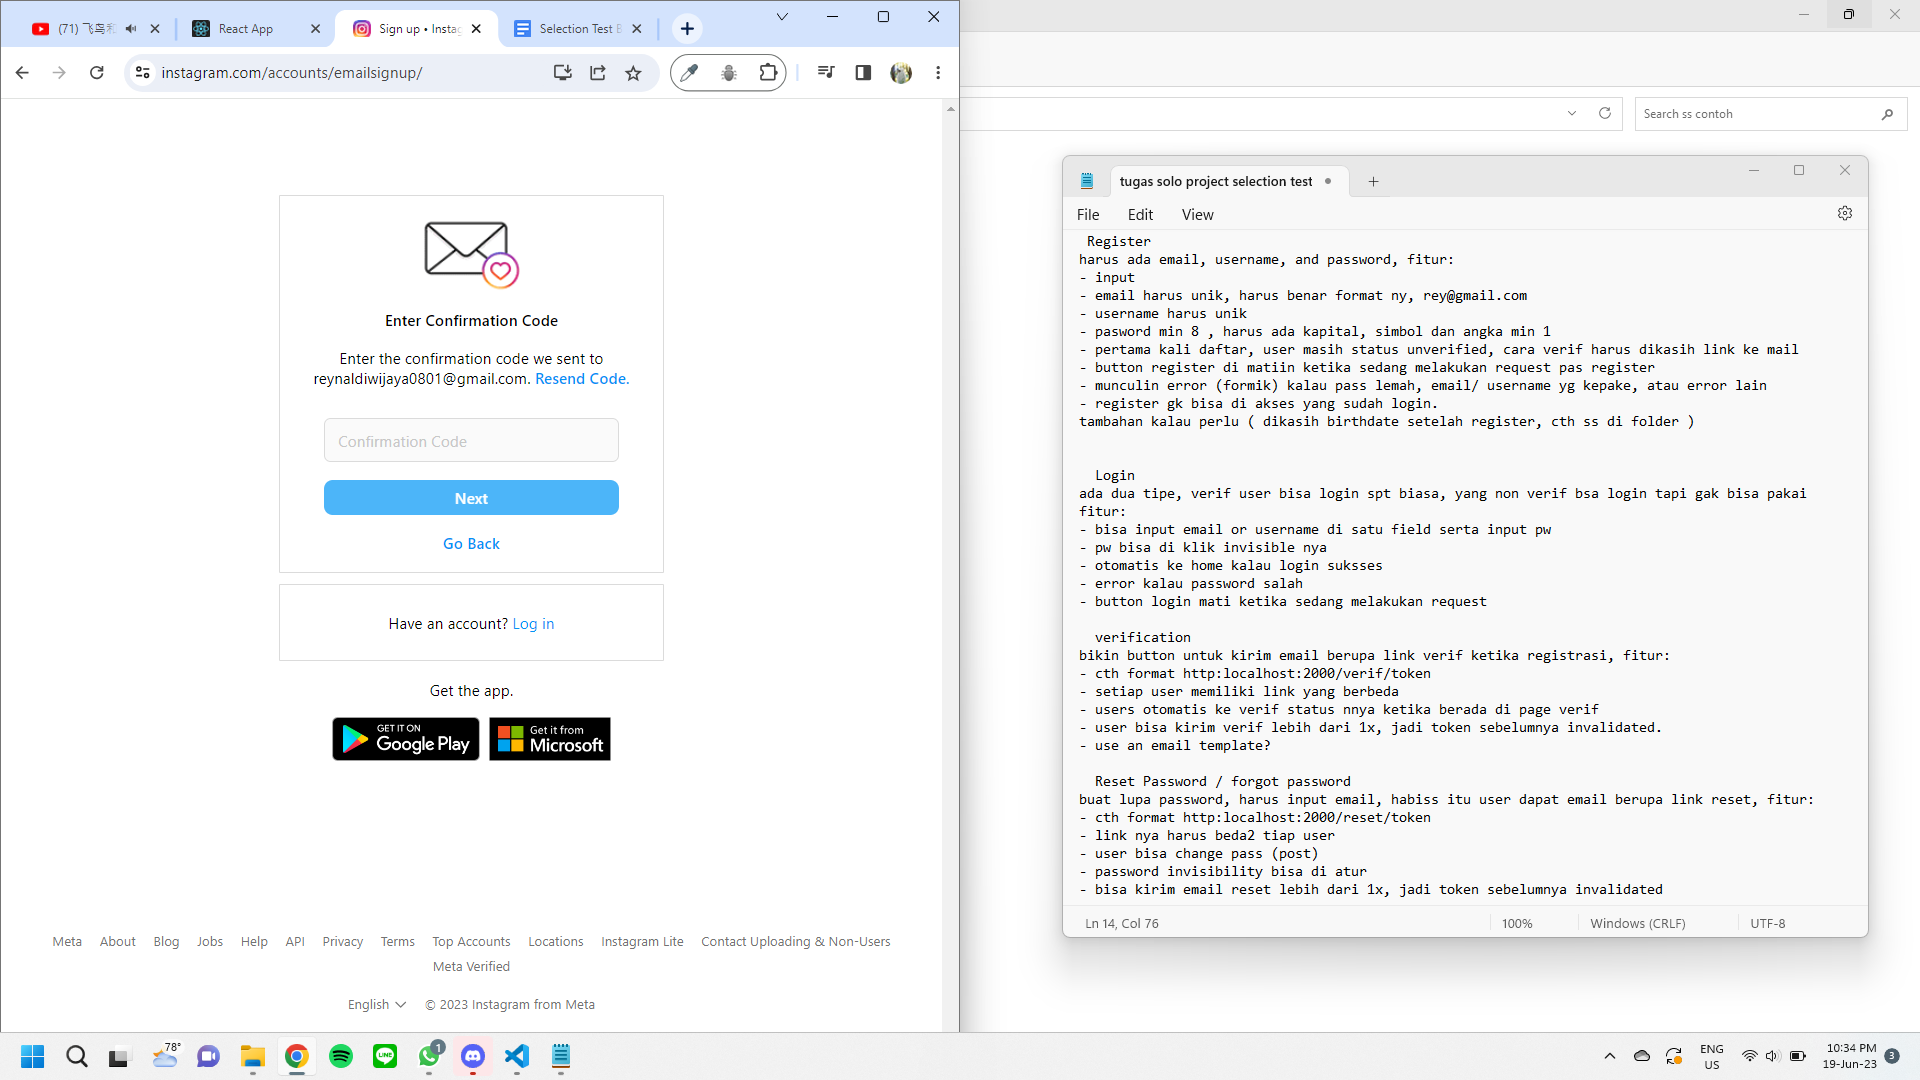 (71) 飞鸟和
React App
Sign up • Instag
Selection Test B
instagram.com/accounts/emailsignup/
Enter Confirmation Code
Enter the confirmation code we sent to
reynaldiwijaya0801@gmail.com. Resend Code.
Confirmation Code
Next
Go Back
Have an account? Log in
Get the app.
GET IT ON
Google Play
Get it from
Microsoft
Meta About Blog Jobs Help API Privacy Terms Top Accounts Locations Instagram Lite Contact Uploading & Non-Users
Meta Verified
English © 2023 Instagram from Meta
Search ss contoh
tugas solo project selection test
File Edit View
Register
harus ada email, username, and password, fitur:
- input
- email harus unik, harus benar format ny, rey@gmail.com
- username harus unik
- pasword min 8 , harus ada kapital, simbol dan angka min 1
- pertama kali daftar, user masih status unverified, cara verif harus dikasih link ke mail
- button register di matiin ketika sedang melakukan request pas register
- munculin error (formik) kalau pass lemah, email/ username yg kepake, atau error lain
- register gk bisa di akses yang sudah login.
tambahan kalau perlu ( dikasih birthdate setelah register, cth ss di folder )
Login
ada dua tipe, verif user bisa login spt biasa, yang non verif bsa login tapi gak bisa pakai
fitur:
- bisa input email or username di satu field serta input pw
- pw bisa di klik invisible nya
- otomatis ke home kalau login suksses
- error kalau password salah
- button login mati ketika sedang melakukan request
verification
bikin button untuk kirim email berupa link verif ketika registrasi, fitur:
- cth format http:localhost:2000/verif/token
- setiap user memiliki link yang berbeda
- users otomatis ke verif status nnya ketika berada di page verif
- user bisa kirim verif lebih dari 1x, jadi token sebelumnya invalidated.
- use an email template?
Reset Password / forgot password
buat lupa password, harus input email, habiss itu user dapat email berupa link reset, fitur:
- cth format http:localhost:2000/reset/token
- link nya harus beda2 tiap user
- user bisa change pass (post)
- password invisibility bisa di atur
- bisa kirim email reset lebih dari 1x, jadi token sebelumnya invalidated
Ln 14, Col 76 100% Windows (CRLF) UTF-8
78°
LINE
1
ENG
US
10:34 PM
19-Jun-23
3